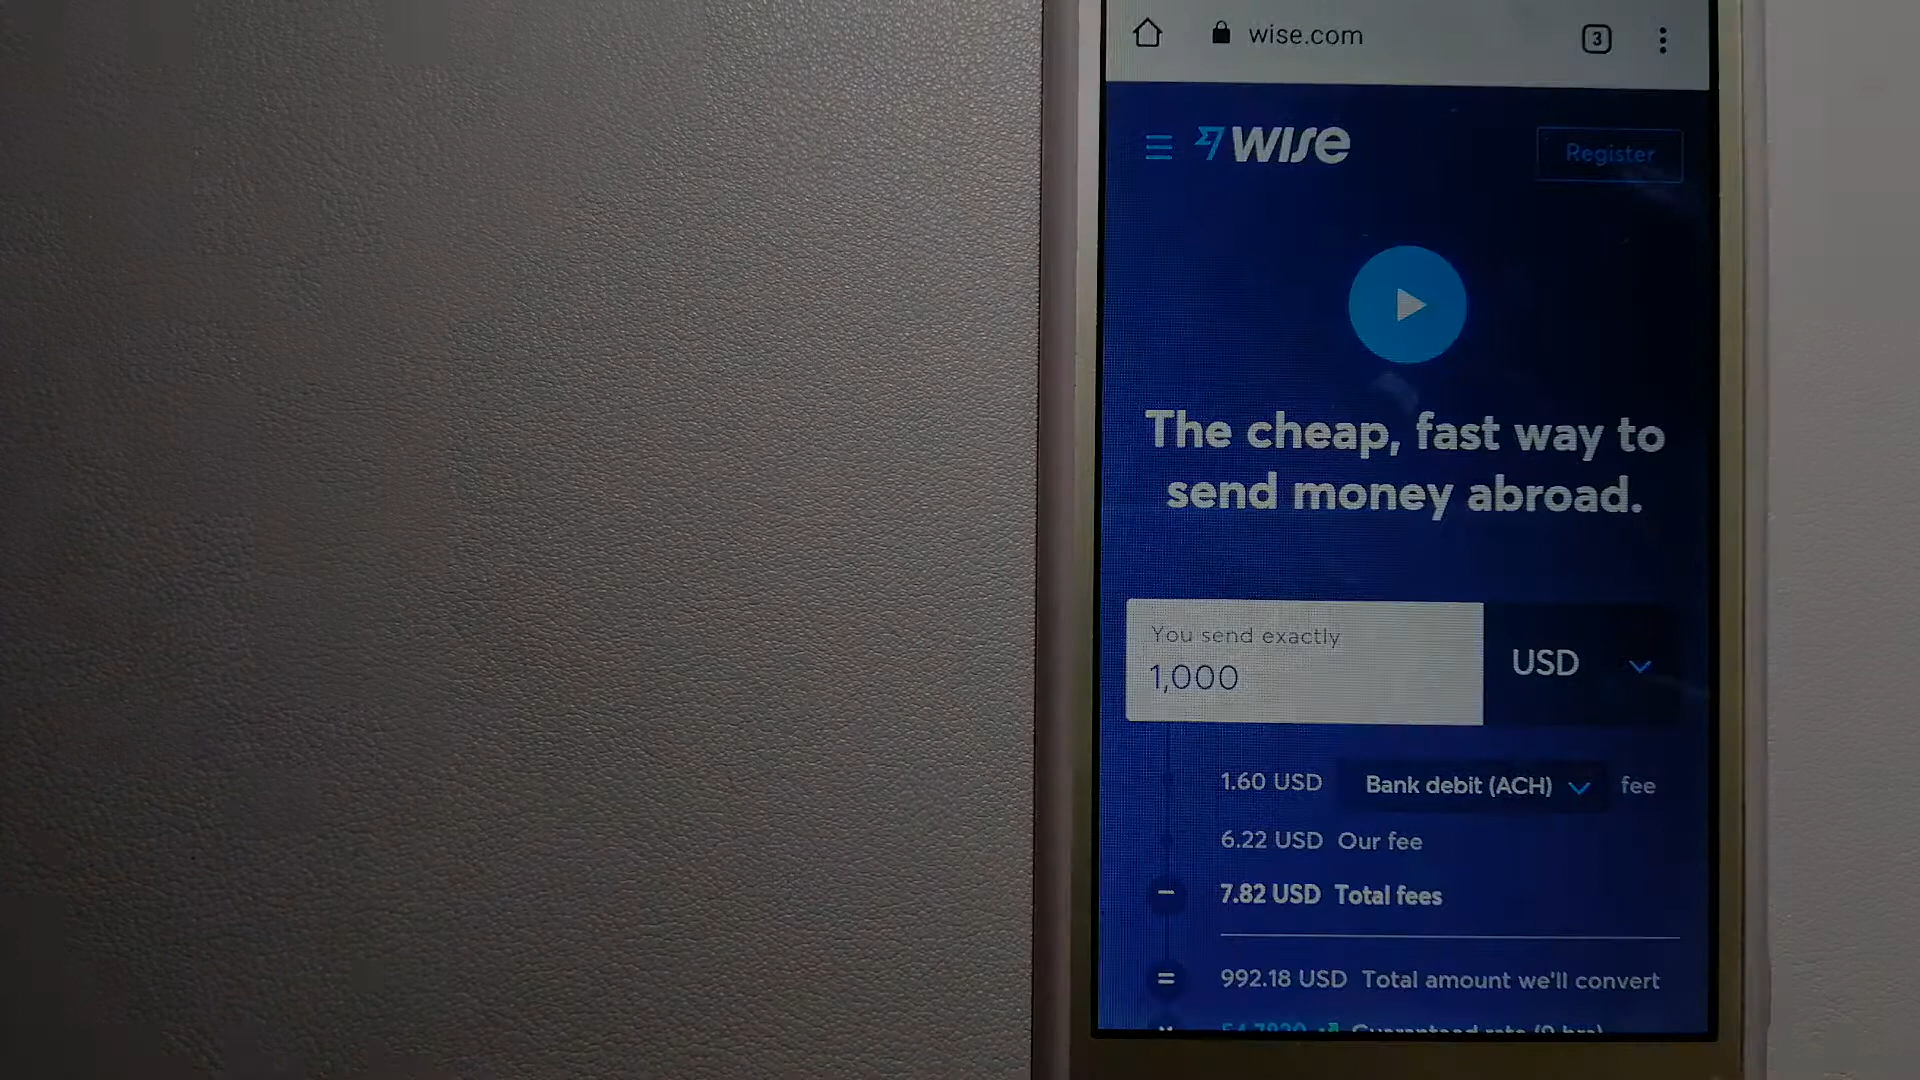 wise.com
3
wise
Register
The cheap, fast way to
send money abroad.
You send exactly
1,000
USD
1.60 USD Bank debit (ACH) fee
6.22 USD Our fee
− 7.82 USD Total fees
= 992.18 USD Total amount we'll convert
Guaranteed rate